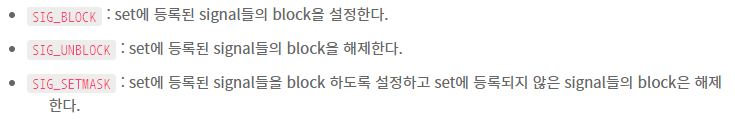 • SIG_BLOCK : set에 등록된 signal들의 block을 설정한다.
• SIG_UNBLOCK : set에 등록된 signal들의 block을 해제한다.
• SIG_SETMASK : set에 등록된 signal들을 block 하도록 설정하고 set에 등록되지 않은 signal들의 block은 해제
한다.